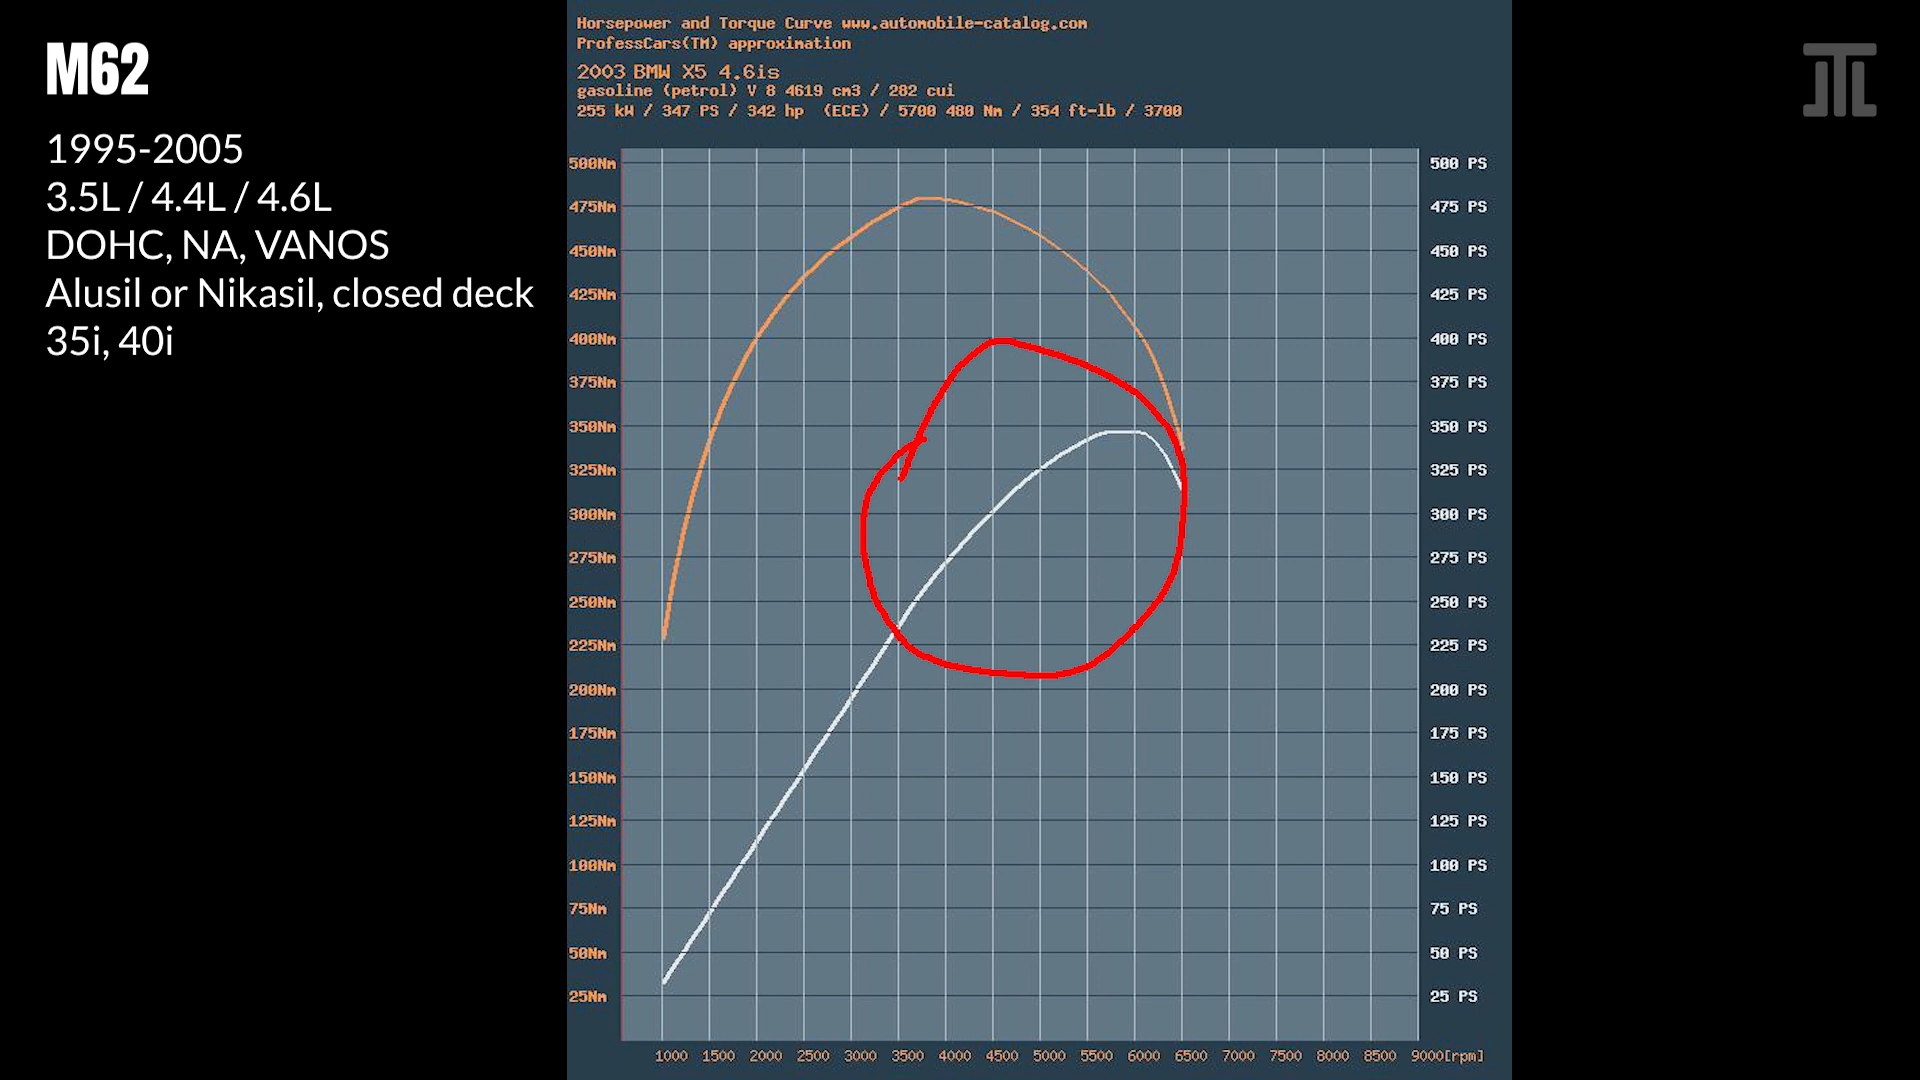 M62
1995-2005
3.5L / 4.4L / 4.6L
DOHC, NA, VANOS
Alusil or Nikasil, closed deck
35i, 40i
Horsepower and Torque Curve www.automobile-catalog.com
ProfessCars(TM) approximation
2003 BMW X5 4.6is
gasoline (petrol) V 8 4619 cm3 / 282 cui
255 kW / 347 PS / 342 hp (ECE) / 5700 480 Nm / 354 ft-lb / 3700
500Nm 500 PS
475Nm 475 PS
450Nm 450 PS
425Nm 425 PS
400Nm 400 PS
375Nm 375 PS
350Nm 350 PS
325Nm 325 PS
300Nm 300 PS
275Nm 275 PS
250Nm 250 PS
225Nm 225 PS
200Nm 200 PS
175Nm 175 PS
150Nm 150 PS
125Nm 125 PS
100Nm 100 PS
75Nm 75 PS
50Nm 50 PS
25Nm 25 PS
1000 1500 2000 2500 3000 3500 4000 4500 5000 5500 6000 6500 7000 7500 8000 8500 9000[rpm]